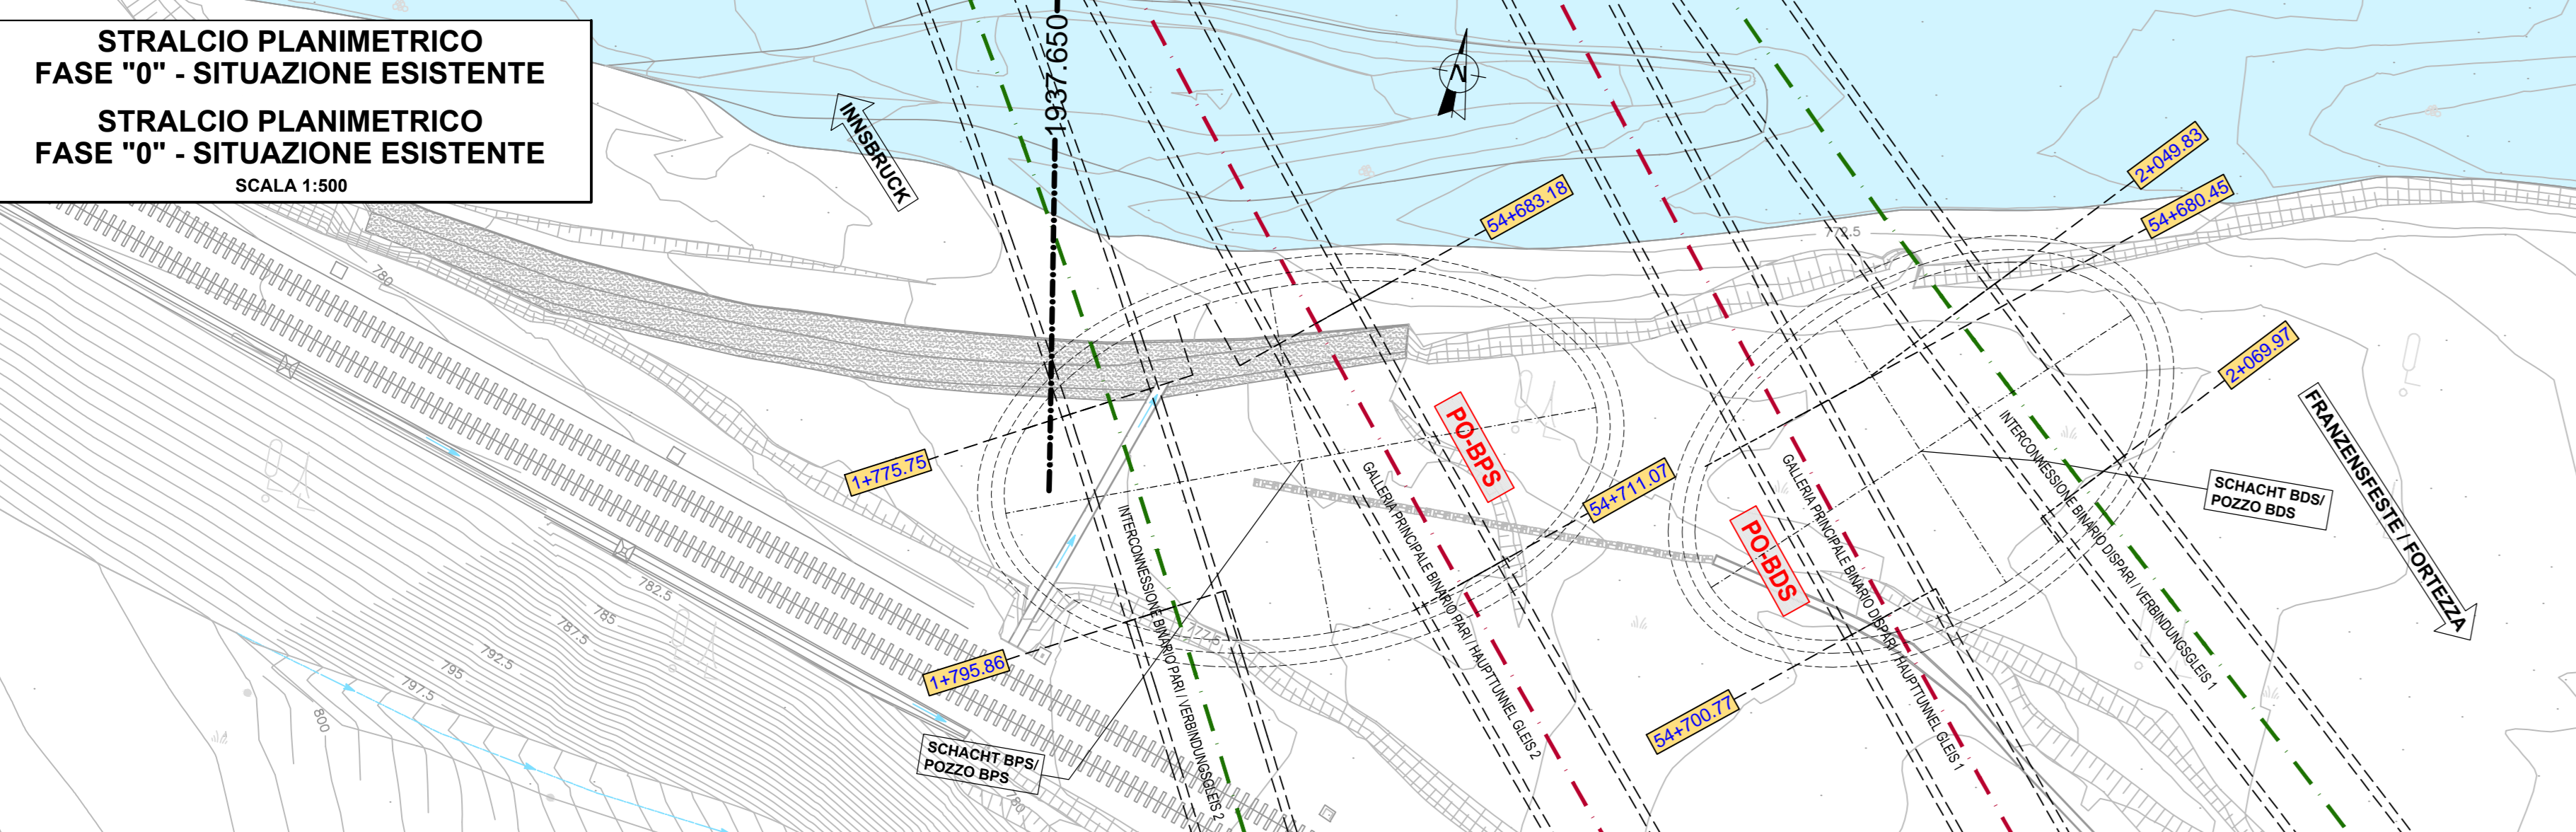 STRALCIO PLANIMETRICO
FASE "0" - SITUAZIONE ESISTENTE
STRALCIO PLANIMETRICO
FASE "0" - SITUAZIONE ESISTENTE
SCALA 1:500
INNSBRUCK
1937.650
N
54+683.18
2+049.83
54+680.45
772.5
780
2+069.97
1+775.75
PO-BPS
54+711.07
SCHACHT BDS/
POZZO BDS
FRANZENSFESTE / FORTEZZA
PO-BDS
INTERCONNESSIONE BINARIO PARI / VERBINDUNGSGLEIS 2
GALLERIA PRINCIPALE BINARIO PARI / HAUPTTUNNEL GLEIS 2
GALLERIA PRINCIPALE BINARIO DISPARI / HAUPTTUNNEL GLEIS 1
INTERCONNESSIONE BINARIO DISPARI / VERBINDUNGSGLEIS 1
782.5
785
787.5
792.5
795
797.5
800
772.5
1+795.86
54+700.77
SCHACHT BPS/
POZZO BPS
780